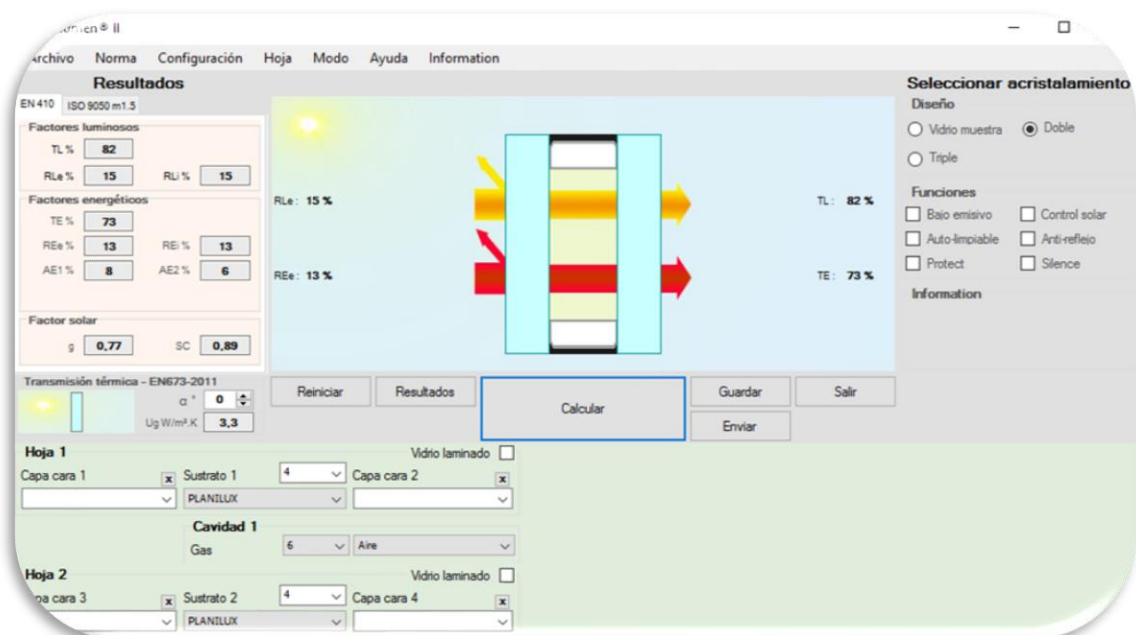 II
Archivo Norma Configuración Hoja Modo Ayuda Information
Resultados
EN 410 ISO 9050 m1.5
Factores luminosos
TL % 82
RLe % 15 RLi % 15
Factores energéticos
TE % 73
REe % 13 REi % 13
AE1 % 8 AE2 % 6
Factor solar
g 0,77 SC 0,89
Transmisión térmica - EN673-2011
α ° 0
Ug W/m².K 3,3
RLe : 15 %
REe : 13 %
TL : 82 %
TE : 73 %
Seleccionar acristalamiento
Diseño
Vidrio muestra Doble
Triple
Funciones
Bajo emisivo Control solar
Auto-limpiable Anti-reflejo
Protect Silence
Information
Reiniciar Resultados Calcular Guardar Salir
Enviar
Hoja 1 Vidrio laminado
Capa cara 1 x Sustrato 1 4 Capa cara 2 x
PLANILUX
Cavidad 1
Gas 6 Aire
Hoja 2 Vidrio laminado
Capa cara 3 x Sustrato 2 4 Capa cara 4 x
PLANILUX